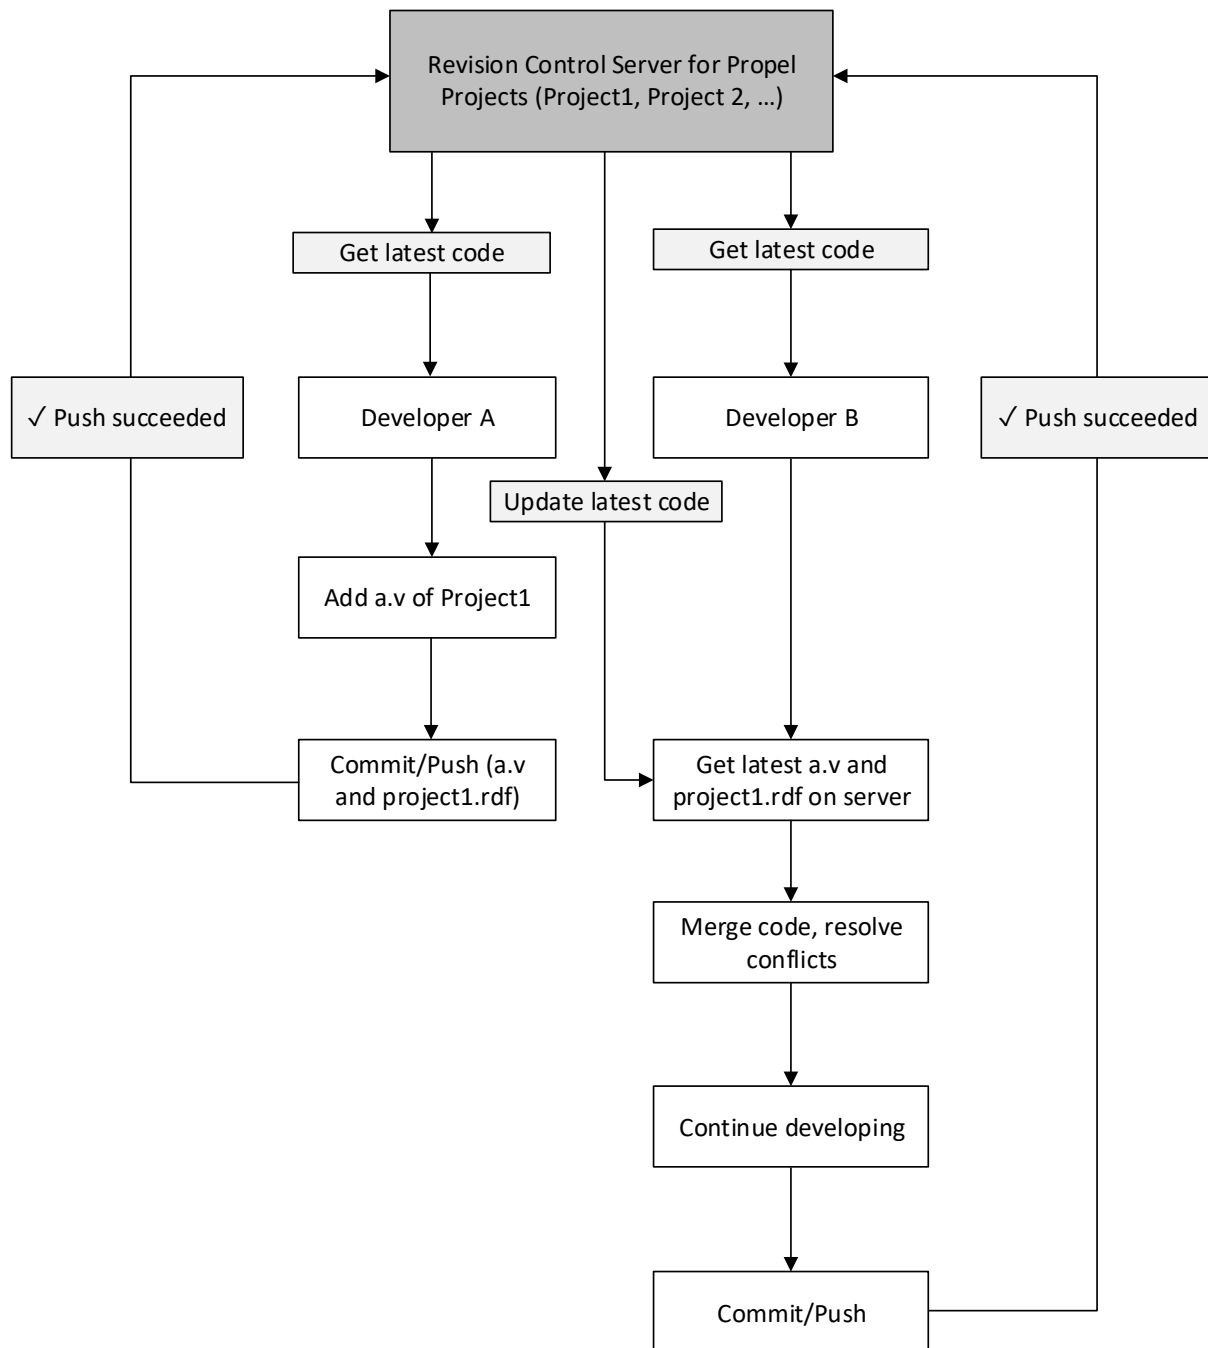 Revision Control Server for Propel
Projects (Project1, Project 2, ...)
Get latest code
Get latest code
✓ Push succeeded
Developer A
Developer B
✓ Push succeeded
Update latest code
Add a.v of Project1
Commit/Push (a.v
and project1.rdf)
Get latest a.v and
project1.rdf on server
Merge code, resolve
conflicts
Continue developing
Commit/Push